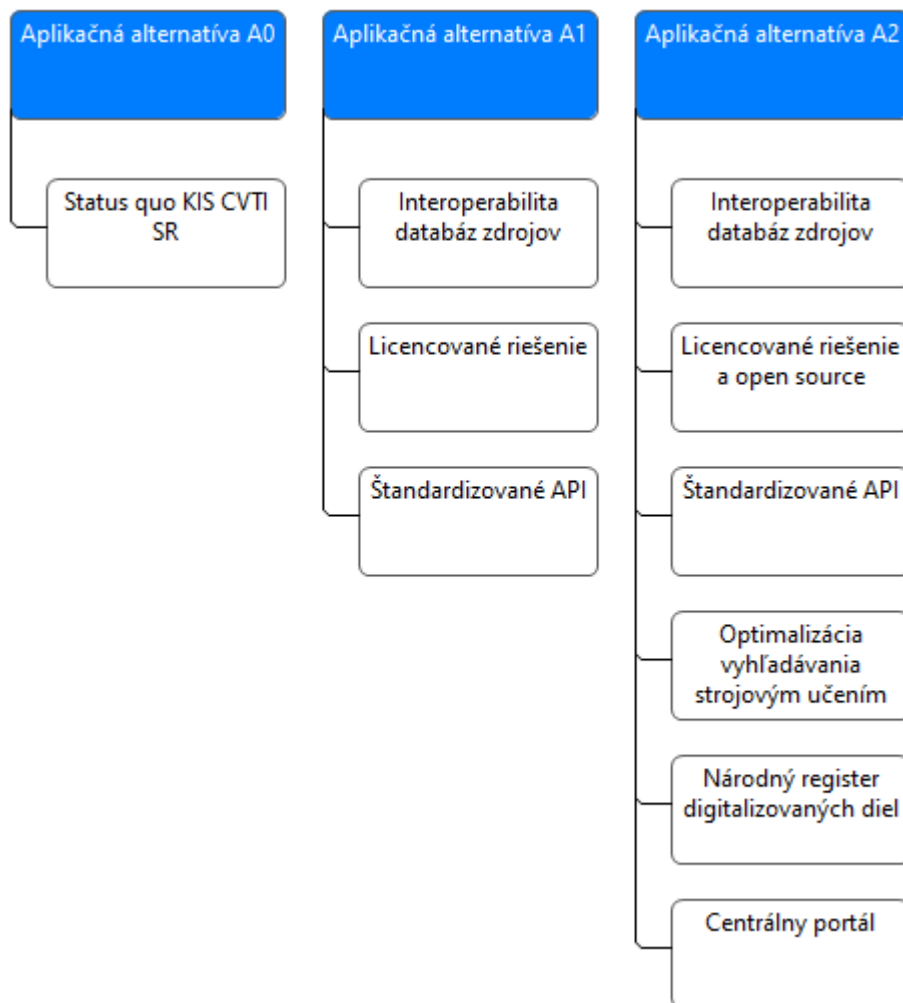 Aplikačná alternatíva A0
Status quo KIS CVTI
SR
Aplikačná alternatíva A1
Interoperabilita
databáz zdrojov
Licencované riešenie
Štandardizované API
Aplikačná alternatíva A2
Interoperabilita
databáz zdrojov
Licencované riešenie
a open source
Štandardizované API
Optimalizácia
vyhľadávania
strojovým učením
Národný register
digitalizovaných diel
Centrálny portál